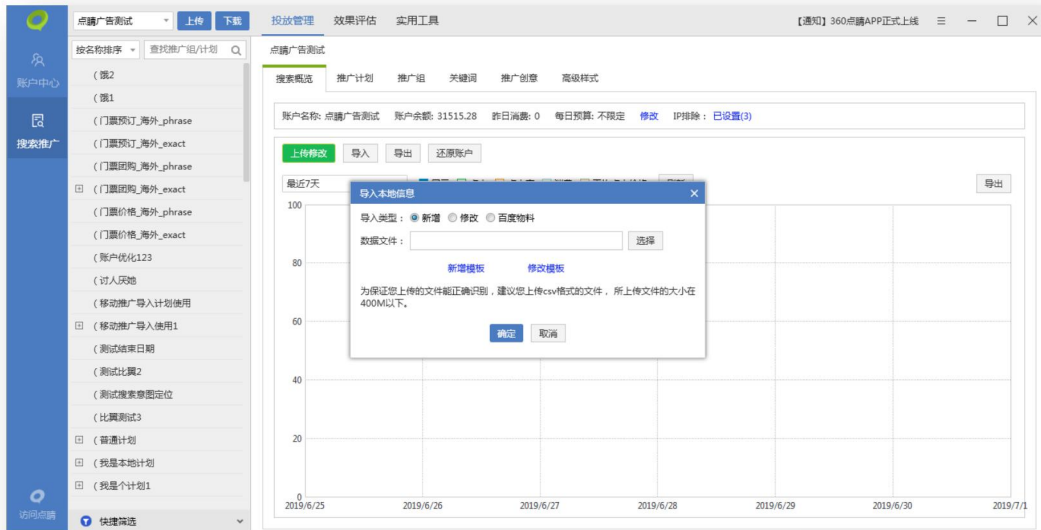 点睛广告测试 上传 下载 投放管理 效果评估 实用工具 【通知】360点睛APP正式上线
按名称排序 查找推广组/计划 点睛广告测试
账户中心
搜索推广
访问点睛
(饿2
(饿1
(门票预订_海外_phrase
(门票预订_海外_exact
(门票团购_海外_phrase
(门票团购_海外_exact
(门票价格_海外_phrase
(门票价格_海外_exact
(账户优化123
(讨人厌她
(移动推广导入计划使用
(移动推广导入使用1
(测试结束日期
(测试比翼2
(测试搜索意图定位
(比翼测试3
(普通计划
(我是本地计划
(我是个计划1
快捷筛选
搜索概览 推广计划 推广组 关键词 推广创意 高级样式
账户名称: 点睛广告测试 账户余额: 31515.28 昨日消费: 0 每日预算: 不限定 修改 IP排除: 已设置(3)
上传修改 导入 导出 还原账户
最近7天 导出
导入本地信息
导入类型: 新增 修改 百度物料
数据文件: 选择
新增模板 修改模板
为保证您上传的文件能正确识别,建议您上传csv格式的文件, 所上传文件的大小在
400M以下。
确定 取消
100
80
60
40
20
0
2019/6/25 2019/6/26 2019/6/27 2019/6/28 2019/6/29 2019/6/30 2019/7/1